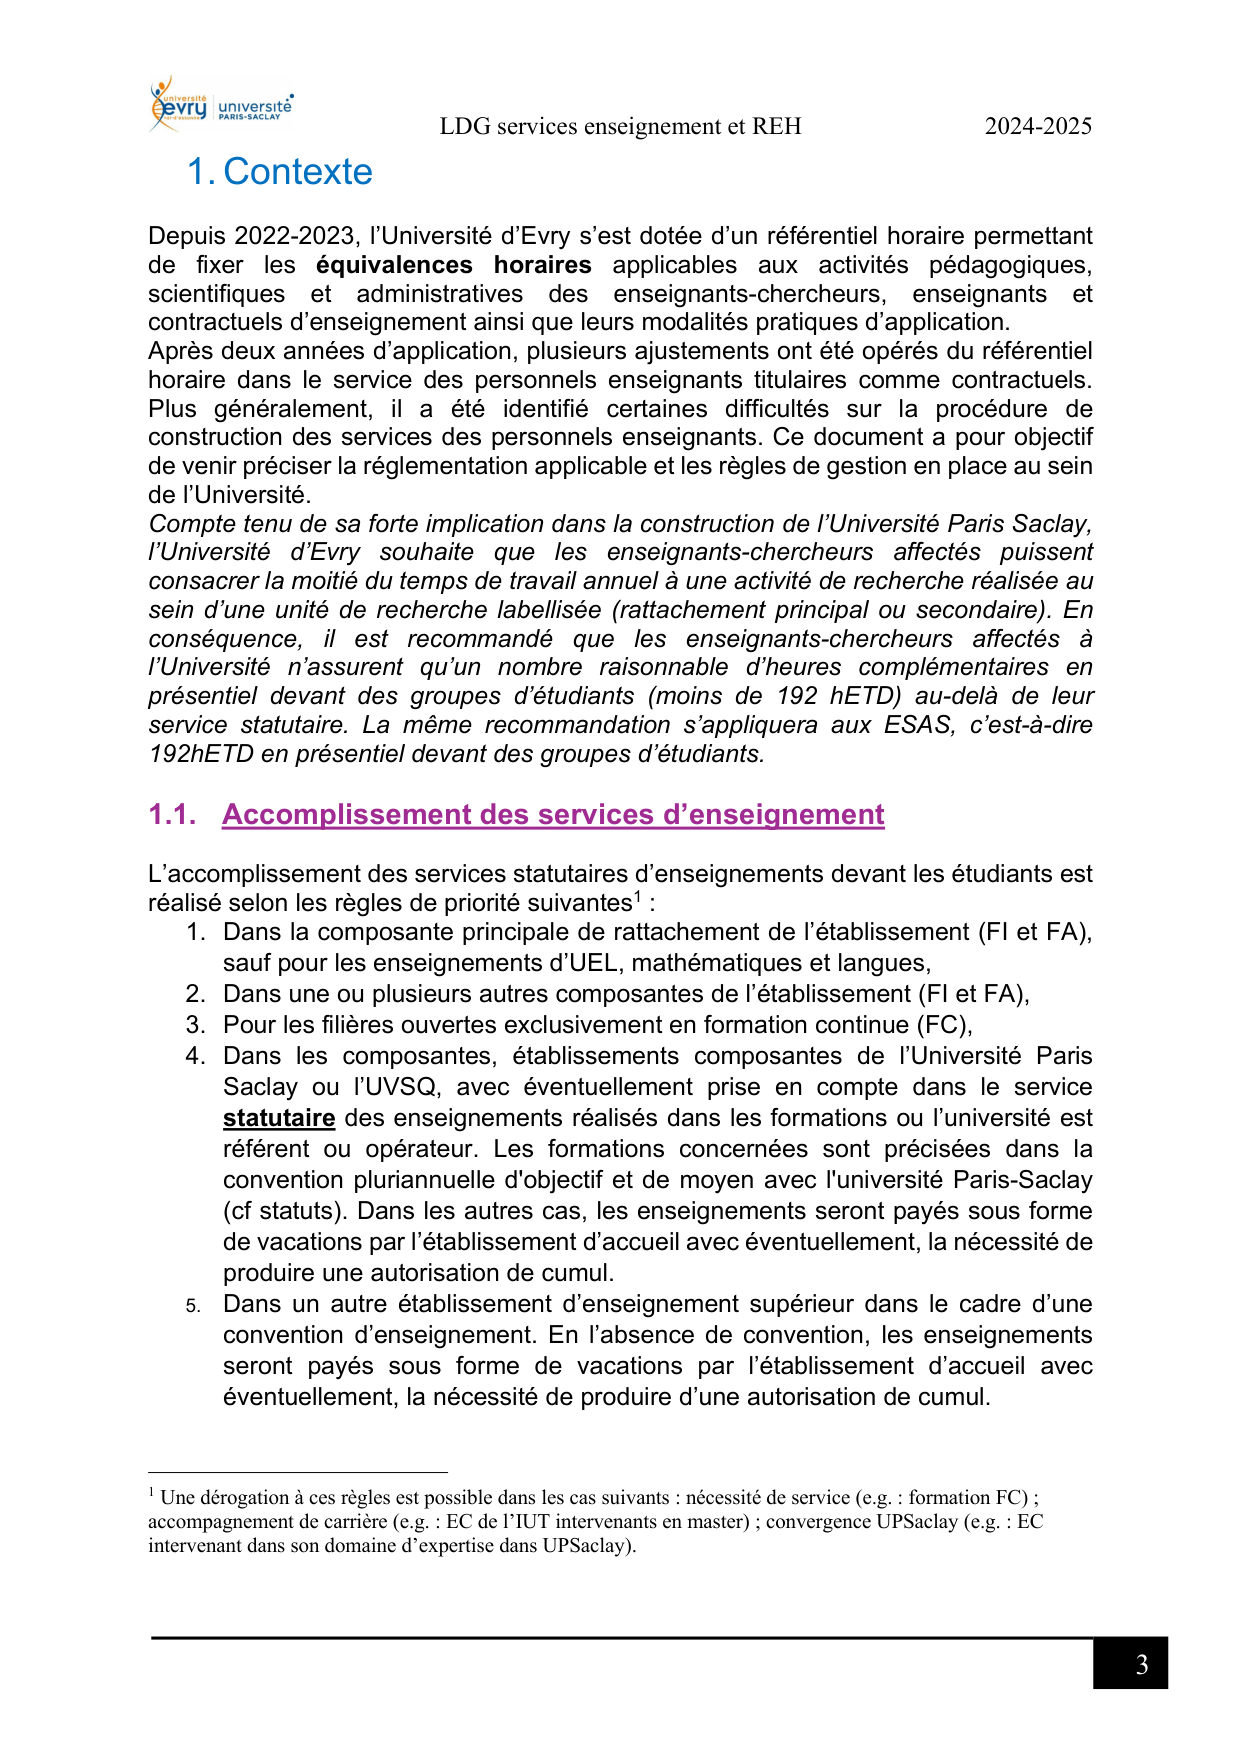 université
evry
val-d'essonne
université
PARIS-SACLAY
LDG services enseignement et REH 2024-2025
1. Contexte
Depuis 2022-2023, l’Université d’Evry s’est dotée d’un référentiel horaire permettant
de fixer les équivalences horaires applicables aux activités pédagogiques,
scientifiques et administratives des enseignants-chercheurs, enseignants et
contractuels d’enseignement ainsi que leurs modalités pratiques d’application.
Après deux années d’application, plusieurs ajustements ont été opérés du référentiel
horaire dans le service des personnels enseignants titulaires comme contractuels.
Plus généralement, il a été identifié certaines difficultés sur la procédure de
construction des services des personnels enseignants. Ce document a pour objectif
de venir préciser la réglementation applicable et les règles de gestion en place au sein
de l’Université.
Compte tenu de sa forte implication dans la construction de l’Université Paris Saclay,
l’Université d’Evry souhaite que les enseignants-chercheurs affectés puissent
consacrer la moitié du temps de travail annuel à une activité de recherche réalisée au
sein d’une unité de recherche labellisée (rattachement principal ou secondaire). En
conséquence, il est recommandé que les enseignants-chercheurs affectés à
l’Université n’assurent qu’un nombre raisonnable d’heures complémentaires en
présentiel devant des groupes d’étudiants (moins de 192 hETD) au-delà de leur
service statutaire. La même recommandation s’appliquera aux ESAS, c’est-à-dire
192hETD en présentiel devant des groupes d’étudiants.
1.1. Accomplissement des services d’enseignement
L’accomplissement des services statutaires d’enseignements devant les étudiants est
réalisé selon les règles de priorité suivantes1 :
1. Dans la composante principale de rattachement de l’établissement (FI et FA),
sauf pour les enseignements d’UEL, mathématiques et langues,
2. Dans une ou plusieurs autres composantes de l’établissement (FI et FA),
3. Pour les filières ouvertes exclusivement en formation continue (FC),
4. Dans les composantes, établissements composantes de l’Université Paris
Saclay ou l’UVSQ, avec éventuellement prise en compte dans le service
statutaire des enseignements réalisés dans les formations ou l’université est
référent ou opérateur. Les formations concernées sont précisées dans la
convention pluriannuelle d'objectif et de moyen avec l'université Paris-Saclay
(cf statuts). Dans les autres cas, les enseignements seront payés sous forme
de vacations par l’établissement d’accueil avec éventuellement, la nécessité de
produire une autorisation de cumul.
5. Dans un autre établissement d’enseignement supérieur dans le cadre d’une
convention d’enseignement. En l’absence de convention, les enseignements
seront payés sous forme de vacations par l’établissement d’accueil avec
éventuellement, la nécessité de produire d’une autorisation de cumul.
1 Une dérogation à ces règles est possible dans les cas suivants : nécessité de service (e.g. : formation FC) ;
accompagnement de carrière (e.g. : EC de l’IUT intervenants en master) ; convergence UPSaclay (e.g. : EC
intervenant dans son domaine d’expertise dans UPSaclay).
3